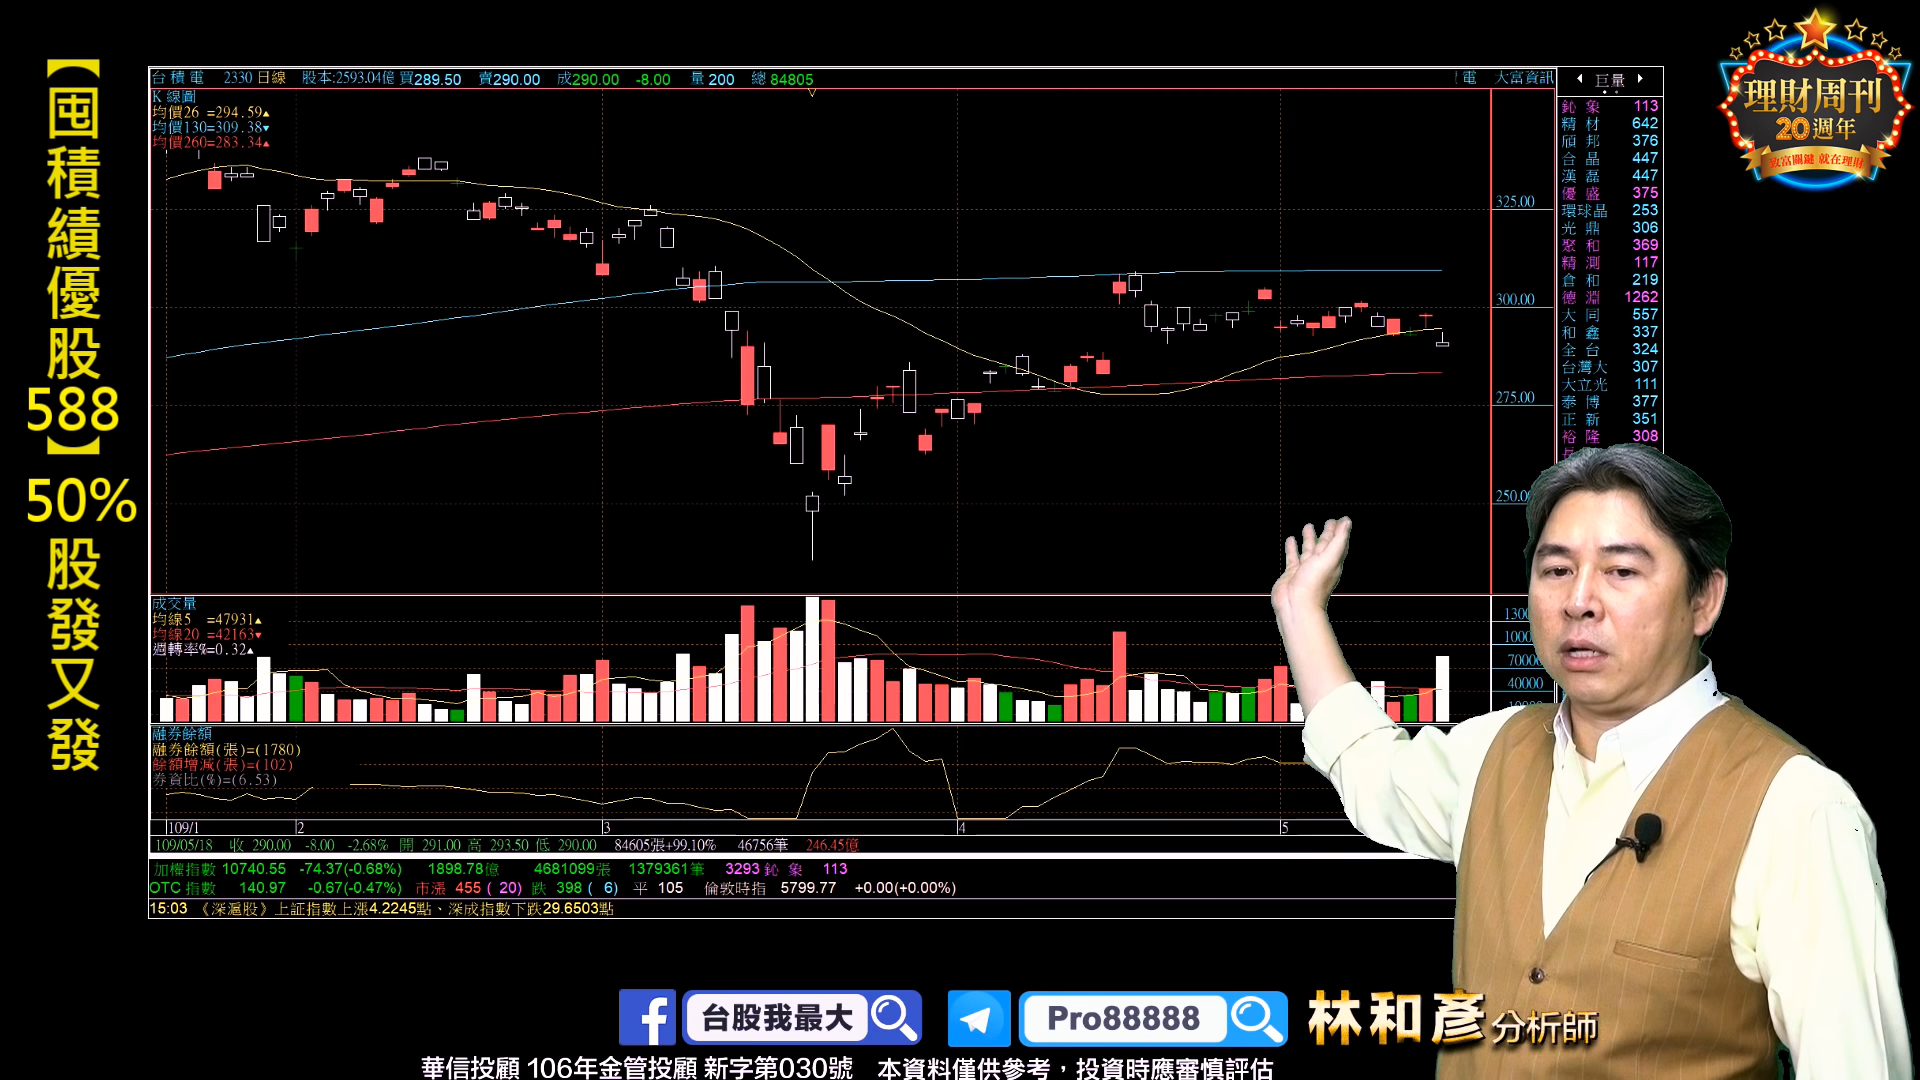 【囤積績優股588】50%股發又發
台積電 2330 日線 股本:2593.04億 買289.50 賣290.00 成290.00 -8.00 量 200 總 84805
電 大富資訊
K 線圖
均價26 =294.59▲
均價130=309.38▼
均價260=283.34▲
325.00
300.00
275.00
250.0
成交量
均線5 =47931▲
均線20 =42163▼
週轉率%=0.32▲
1300
1000
7000
40000
融券餘額
融券餘額(張)=(1780)
餘額增減(張)=(102)
券資比(%)=(6.53)
109/1 2 3 4 5
109/05/18 收 290.00 -8.00 -2.68% 開 291.00 高 293.50 低 290.00 84605張+99.10% 46756筆 246.45億
加權指數 10740.55 -74.37(-0.68%) 1898.78億 4681099張 1379361筆 3293 鈊 象 113
OTC 指數 140.97 -0.67(-0.47%) 市漲 455 ( 20) 跌 398 ( 6) 平 105 倫敦時指 5799.77 +0.00(+0.00%)
15:03 《深滬股》上証指數上漲4.2245點、深成指數下跌29.6503點
◀ 巨量 ▶
鈊 象 113
精 材 642
頎 邦 376
合 晶 447
漢 磊 447
優 盛 375
環球晶 253
光 鼎 306
聚 和 369
精 測 117
倉 和 219
德 淵 1262
大 同 557
和 鑫 337
全 台 324
台灣大 307
大立光 111
泰 博 377
正 新 351
裕 隆 308
理財周刊
20週年
致富關鍵 就在理財
台股我最大
Pro88888
林和彥 分析師
華信投顧 106年金管投顧 新字第030號 本資料僅供參考，投資時應審慎評估